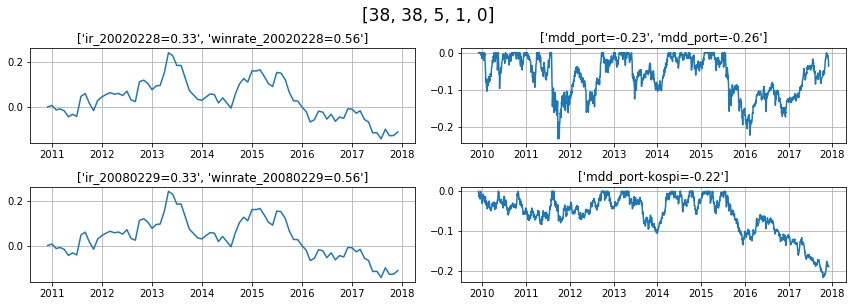 [38, 38, 5, 1, 0]
['ir_20020228=0.33', 'winrate_20020228=0.56']
0.2
0.0
2011 2012 2013 2014 2015 2016 2017 2018
['mdd_port=-0.23', 'mdd_port=-0.26']
0.0
−0.1
−0.2
2010 2011 2012 2013 2014 2015 2016 2017 2018
['ir_20080229=0.33', 'winrate_20080229=0.56']
0.2
0.0
2011 2012 2013 2014 2015 2016 2017 2018
['mdd_port-kospi=-0.22']
0.0
−0.1
−0.2
2010 2011 2012 2013 2014 2015 2016 2017 2018